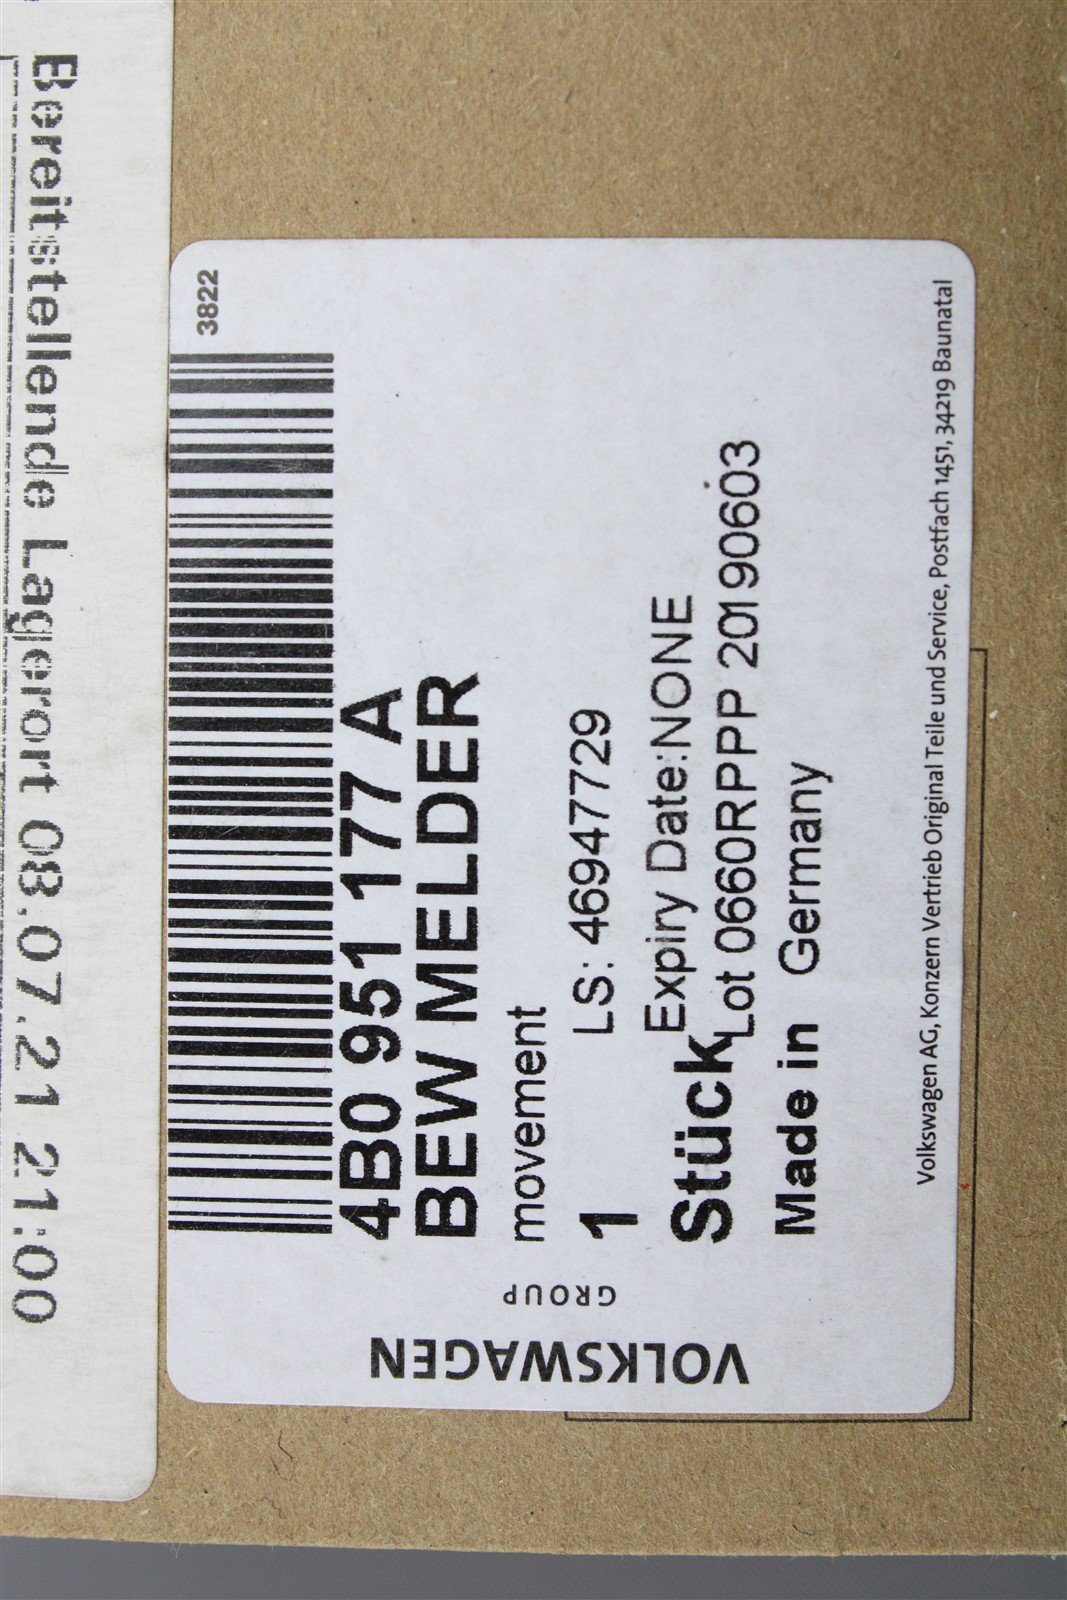 Bereitstellende Lagerort 08.07.21 21:00
3822
4B0 951 177 A
BEW MELDER
movement
1 LS: 46947729
Expiry Date:NONE
Stück Lot 0660RPPP 20190603
Made in Germany
Volkswagen AG, Konzern Vertrieb Original Teile und Service, Postfach 1451, 34219 Baunatal
VOLKSWAGEN
GROUP